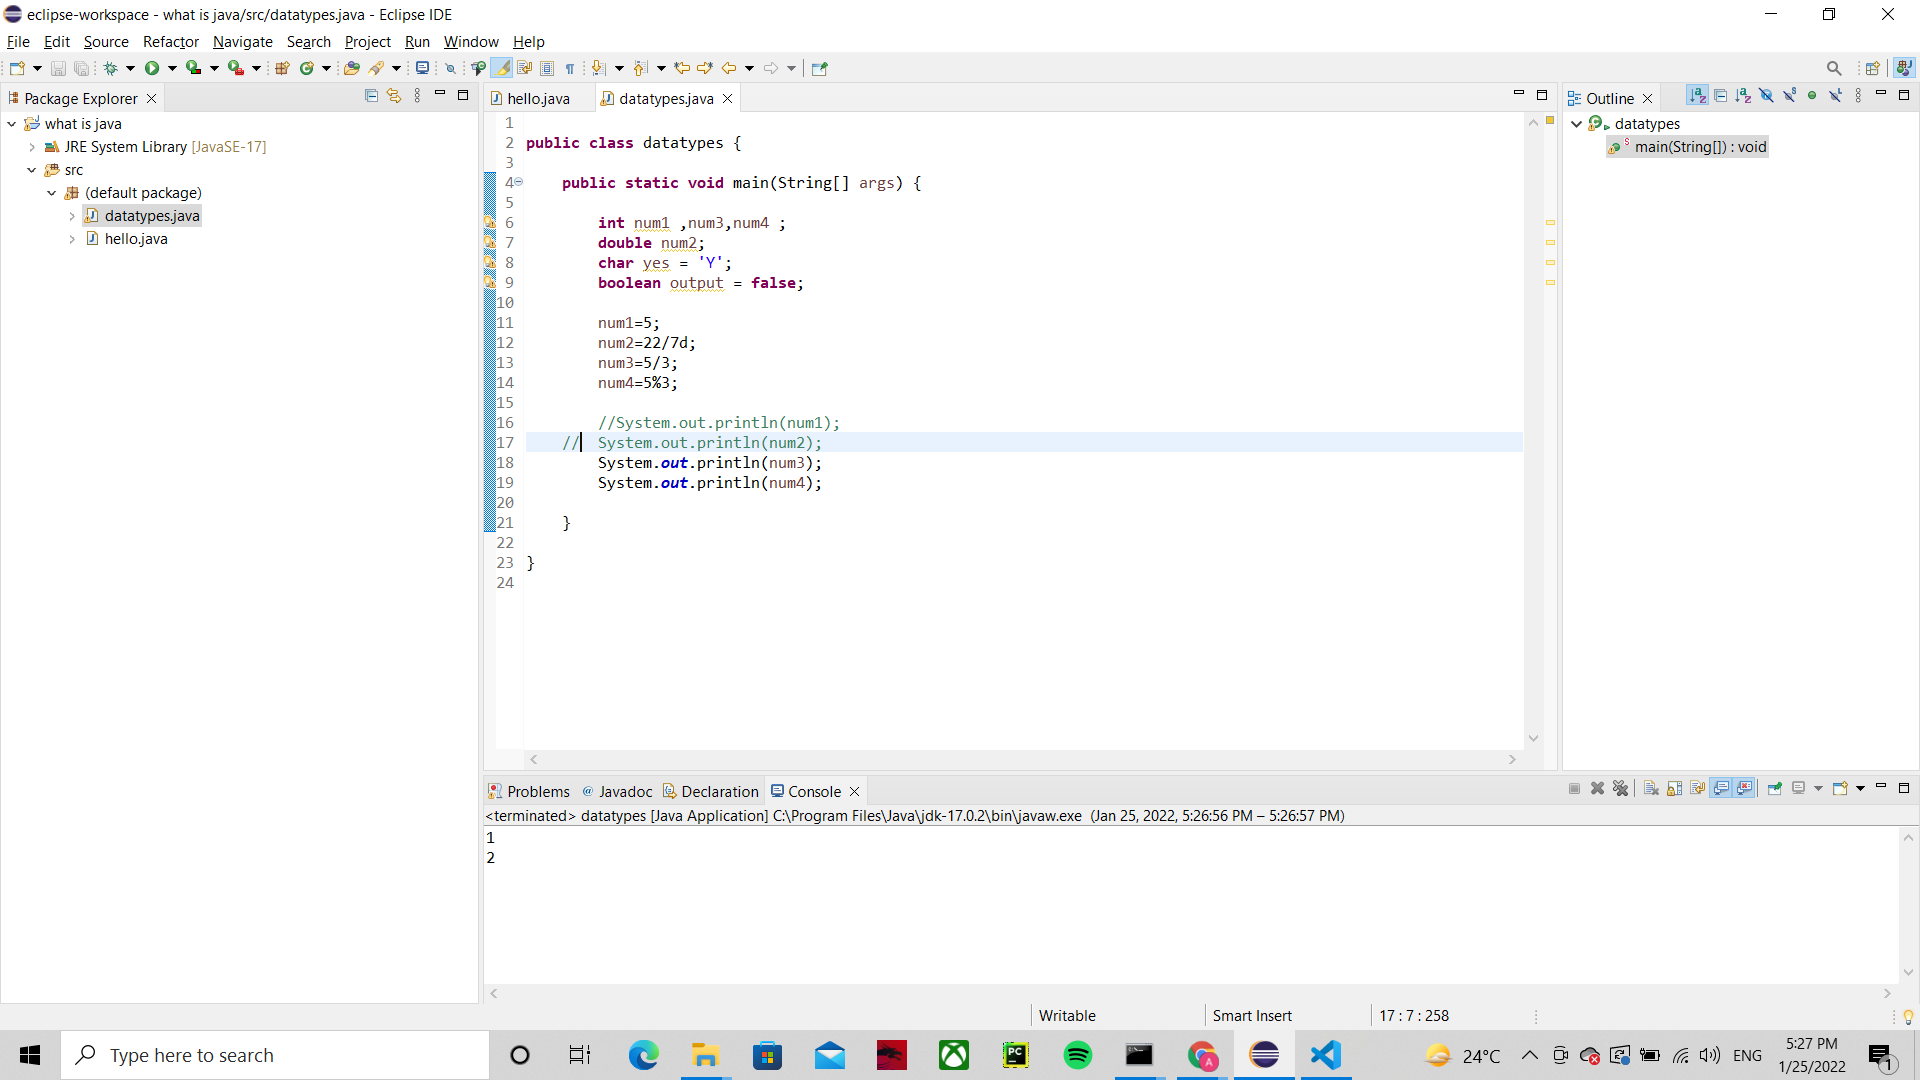 eclipse-workspace - what is java/src/datatypes.java - Eclipse IDE
File Edit Source Refactor Navigate Search Project Run Window Help
Package Explorer
what is java
JRE System Library [JavaSE-17]
src
(default package)
datatypes.java
hello.java
hello.java datatypes.java
1
2 public class datatypes {
3
4 public static void main(String[] args) {
5
6 int num1 ,num3,num4 ;
7 double num2;
8 char yes = 'Y';
9 boolean output = false;
10
11 num1=5;
12 num2=22/7d;
13 num3=5/3;
14 num4=5%3;
15
16 //System.out.println(num1);
17 // System.out.println(num2);
18 System.out.println(num3);
19 System.out.println(num4);
20
21 }
22
23 }
24
Outline
datatypes
main(String[]) : void
Problems @ Javadoc Declaration Console
<terminated> datatypes [Java Application] C:\Program Files\Java\jdk-17.0.2\bin\javaw.exe (Jan 25, 2022, 5:26:56 PM – 5:26:57 PM)
1
2
Writable Smart Insert 17 : 7 : 258
Type here to search
PC
A
24°C
ENG
5:27 PM
1/25/2022
1